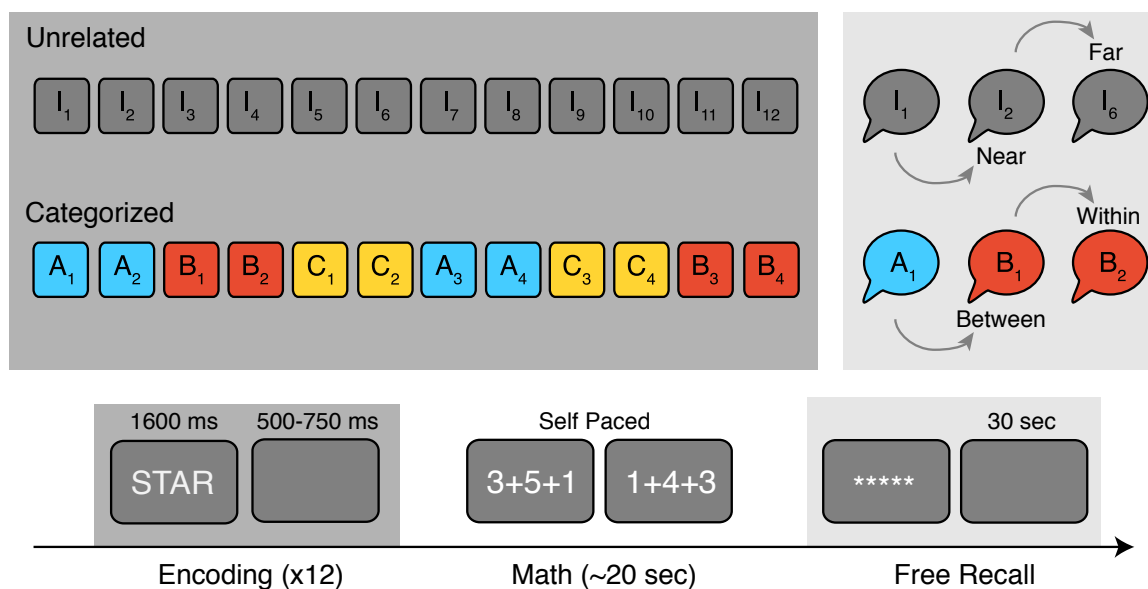 Unrelated
I1 I2 I3 I4 I5 I6 I7 I8 I9 I10 I11 I12
Categorized
A1 A2 B1 B2 C1 C2 A3 A4 C3 C4 B3 B4
Far
I1 I2 I6
Near
Within
A1 B1 B2
Between
1600 ms 500-750 ms
STAR
Encoding (x12)
Self Paced
3+5+1 1+4+3
Math (~20 sec)
30 sec
*****
Free Recall